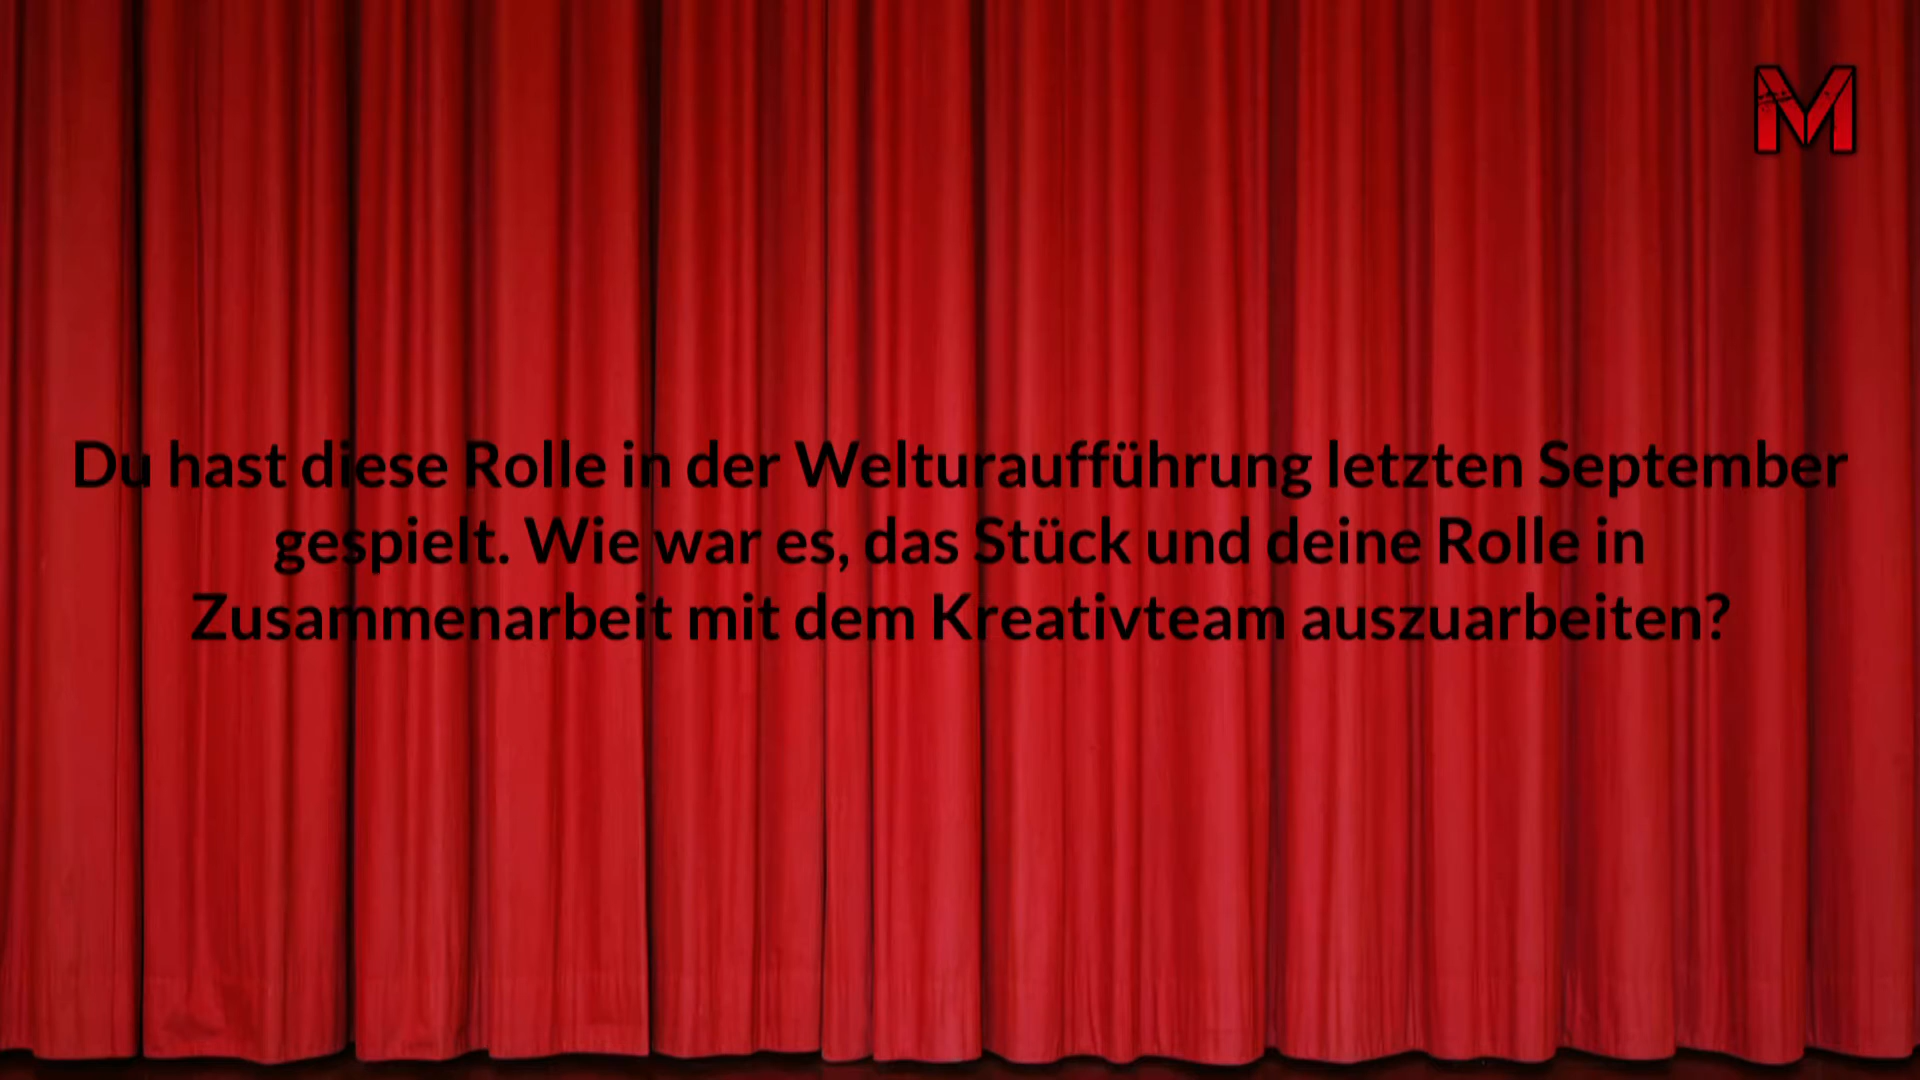 M
Du hast diese Rolle in der Welturaufführung letzten September
gespielt. Wie war es, das Stück und deine Rolle in
Zusammenarbeit mit dem Kreativteam auszuarbeiten?